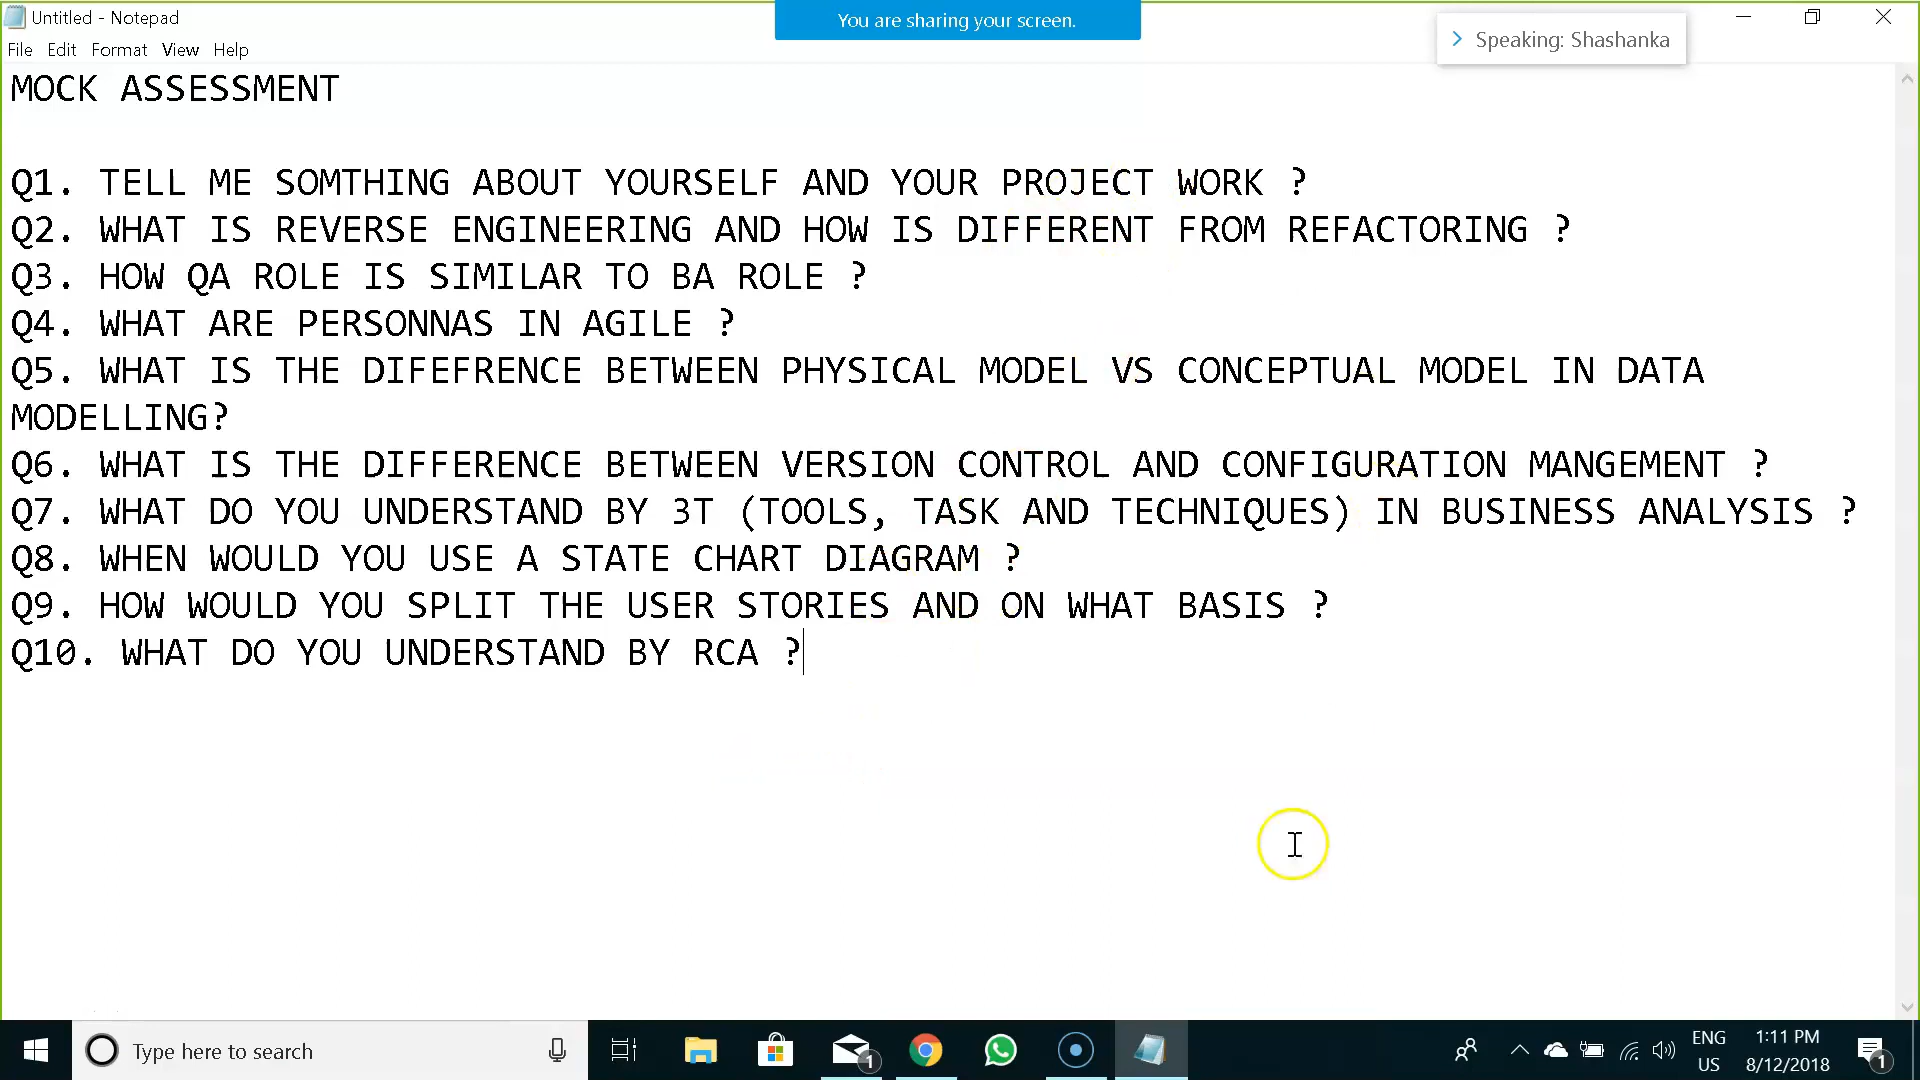 Untitled - Notepad
You are sharing your screen.
Speaking: Shashanka
File Edit Format View Help
MOCK ASSESSMENT
Q1. TELL ME SOMTHING ABOUT YOURSELF AND YOUR PROJECT WORK ?
Q2. WHAT IS REVERSE ENGINEERING AND HOW IS DIFFERENT FROM REFACTORING ?
Q3. HOW QA ROLE IS SIMILAR TO BA ROLE ?
Q4. WHAT ARE PERSONNAS IN AGILE ?
Q5. WHAT IS THE DIFEFRENCE BETWEEN PHYSICAL MODEL VS CONCEPTUAL MODEL IN DATA
MODELLING?
Q6. WHAT IS THE DIFFERENCE BETWEEN VERSION CONTROL AND CONFIGURATION MANGEMENT ?
Q7. WHAT DO YOU UNDERSTAND BY 3T (TOOLS, TASK AND TECHNIQUES) IN BUSINESS ANALYSIS ?
Q8. WHEN WOULD YOU USE A STATE CHART DIAGRAM ?
Q9. HOW WOULD YOU SPLIT THE USER STORIES AND ON WHAT BASIS ?
Q10. WHAT DO YOU UNDERSTAND BY RCA ?
Type here to search
1
ENG
US
1:11 PM
8/12/2018
1